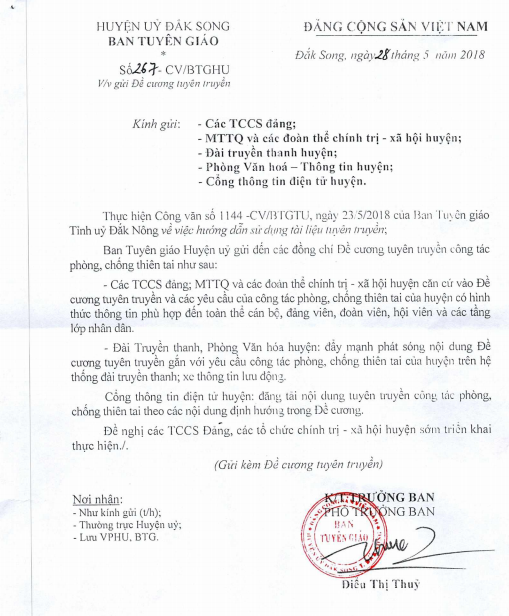 HUYỆN UỶ ĐẮK SONG
BAN TUYÊN GIÁO
*
Số 267- CV/BTGHU
V/v gửi Đề cương tuyên truyền
ĐẢNG CỘNG SẢN VIỆT NAM
Đắk Song, ngày 28 tháng 5 năm 2018
Kính gửi: - Các TCCS đảng;
- MTTQ và các đoàn thể chính trị - xã hội huyện;
- Đài truyền thanh huyện;
- Phòng Văn hoá – Thông tin huyện;
- Cổng thông tin điện tử huyện.
Thực hiện Công văn số 1144 -CV/BTGTU, ngày 23/5/2018 của Ban Tuyên giáo
Tỉnh uỷ Đắk Nông về việc hướng dẫn sử dụng tài liệu tuyên truyền;
Ban Tuyên giáo Huyện uỷ gửi đến các đồng chí Đề cương tuyên truyền công tác
phòng, chống thiên tai như sau:
- Các TCCS đảng; MTTQ và các đoàn thể chính trị - xã hội huyện căn cứ vào Đề
cương tuyên truyền và các yêu cầu của công tác phòng, chống thiên tai của huyện có hình
thức thông tin phù hợp đến toàn thể cán bộ, đảng viên, đoàn viên, hội viên và các tầng
lớp nhân dân.
- Đài Truyền thanh, Phòng Văn hóa huyện: đẩy mạnh phát sóng nội dung Đề
cương tuyên truyền gắn với yêu cầu công tác phòng, chống thiên tai của huyện trên hệ
thống đài truyền thanh; xe thông tin lưu động.
Cổng thông tin điện tử huyện: đăng tải nội dung tuyên truyền công tác phòng,
chống thiên tai theo các nội dung định hướng trong Đề cương.
Đề nghị các TCCS Đảng, các tổ chức chính trị - xã hội huyện sớm triển khai
thực hiện./.
(Gửi kèm Đề cương tuyên truyền)
Nơi nhận:
- Như kính gửi (t/h);
- Thường trực Huyện uỷ;
- Lưu VPHU, BTG.
K/T TRƯỞNG BAN
PHÓ TRƯỞNG BAN
BAN
TUYÊN GIÁO
Điểu Thị Thuỷ